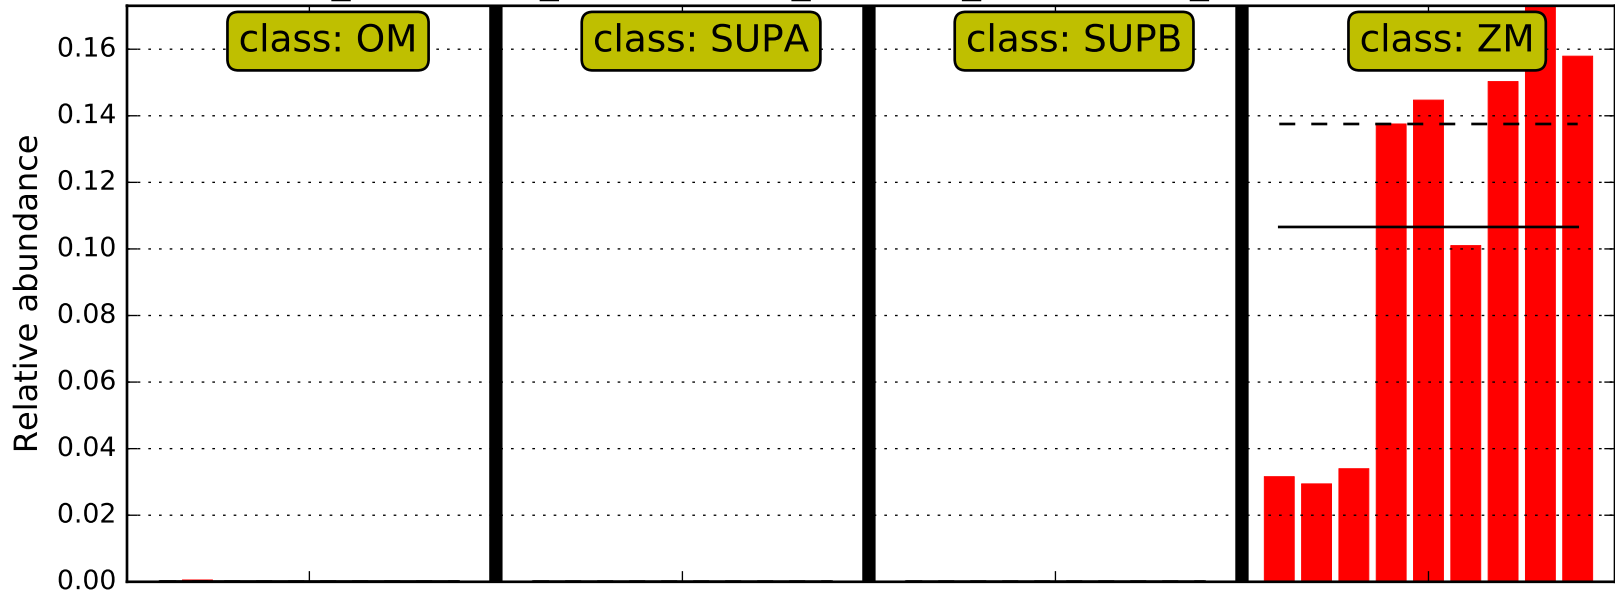 class: OM
class: SUPA
class: SUPB
class: ZM
Relative abundance
0.16
0.14
0.12
0.10
0.08
0.06
0.04
0.02
0.00